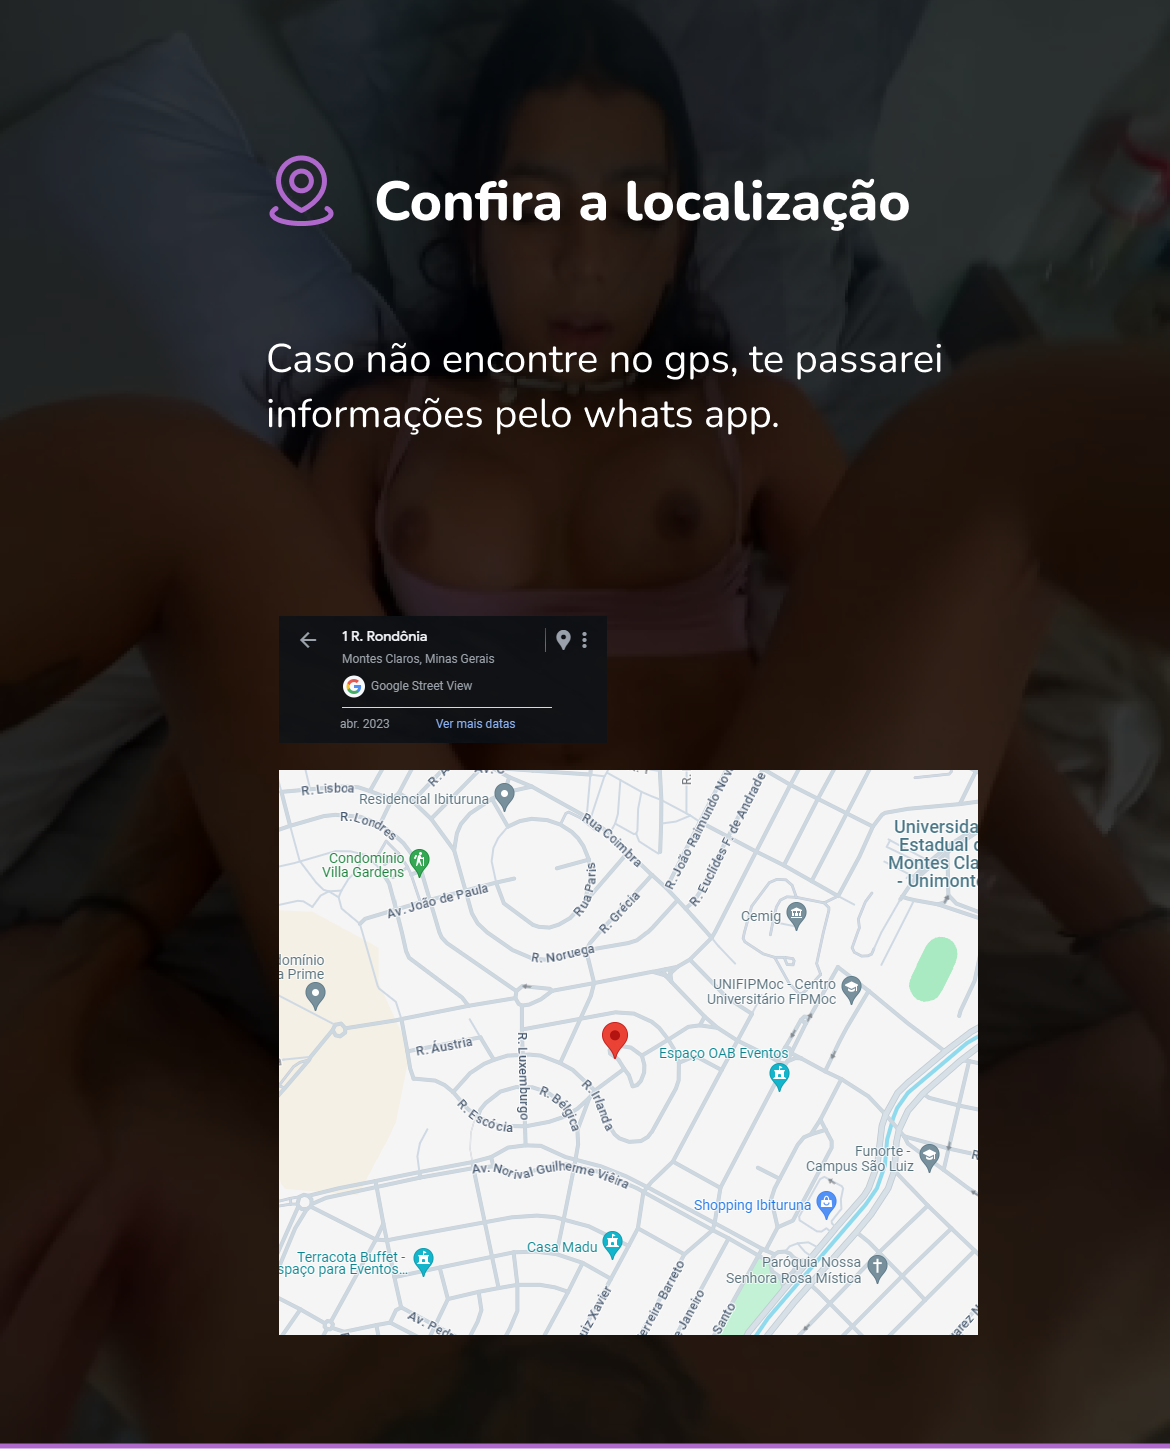 Confira a localização
Caso não encontre no gps, te passarei
informações pelo whats app.
1 R. Rondônia
Montes Claros, Minas Gerais
Google Street View
abr. 2023
Ver mais datas
R. Lisboa
Residencial Ibituruna
R. Londres
Rua Coimbra
R. João Raimundo Nov
R. Euclídes F. de Andrade
Universida
Estadual
Montes Cla
- Unimont
Condomínio
Villa Gardens
Av. João de Paula
Rua Paris
R. Grécia
Cemig
R. Noruega
domínio
a Prime
UNIFIPMoc - Centro
Universitário FIPMoc
R. Áustria
R. Luxemburgo
Espaço OAB Eventos
R. Escócia
R. Bélgica
R. Irlanda
Funorte -
Campus São Luiz
Av. Norival Guilherme Viêira
Shopping Ibituruna
Casa Madu
Terracota Buffet -
spaço para Eventos...
Paróquia Nossa
Senhora Rosa Mística
uiz Xavier
erreira Barreto
e Janeiro
Santo
Av. Ped